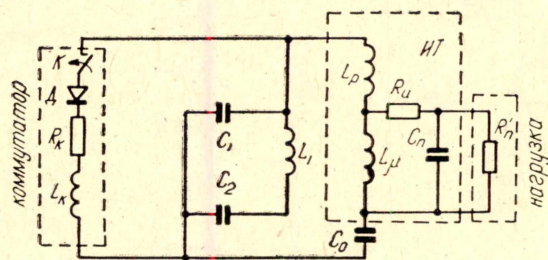 коммутатор
К
Д
Rк
Lк
C₁
C₂
L₁
Lр
ИТ
Rи
Lμ
Cп
R'п
C₀
нагрузка